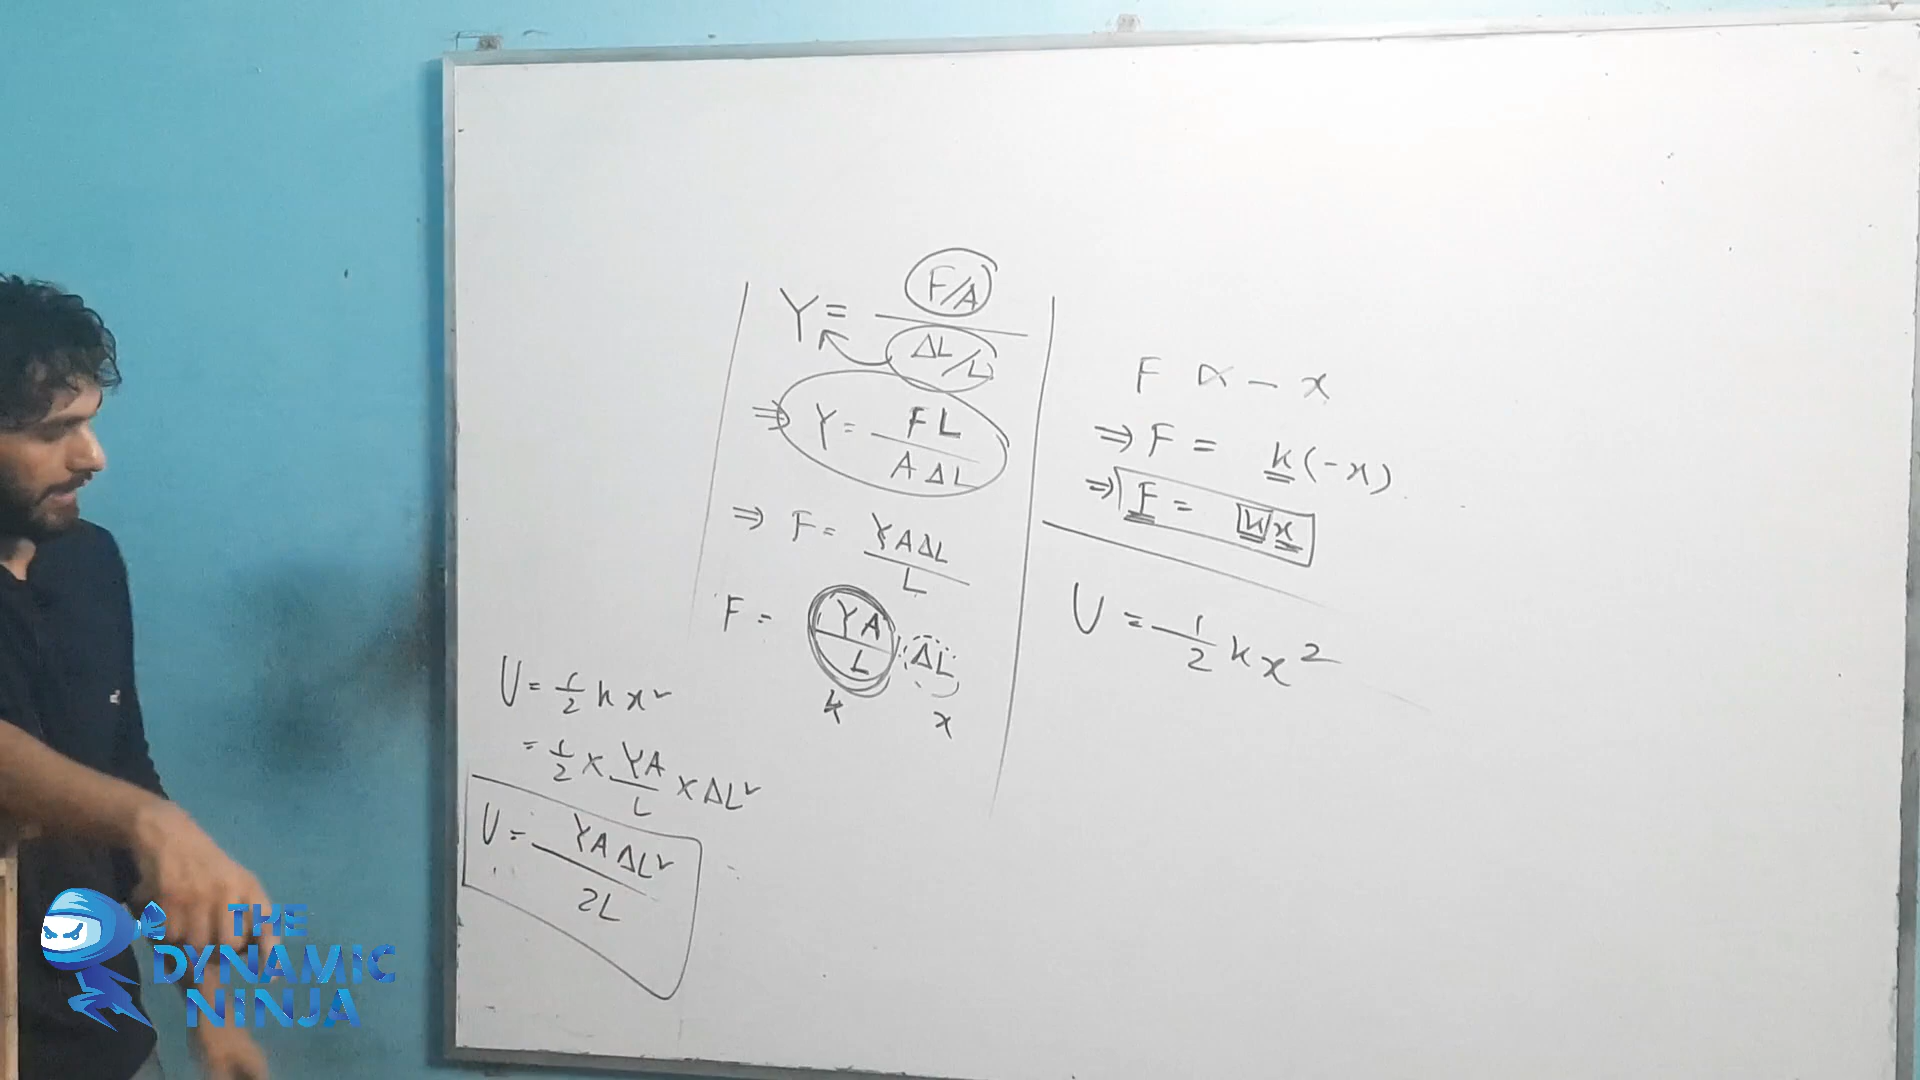 Y = F/A / ΔL/L
⇒ Y = FL / A ΔL
⇒ F = YAΔL / L
F = YA / L ΔL
k x
F ∝ - x
⇒ F = k(-x)
⇒ F = kx
U = 1/2 kx²
U = 1/2 kx²
= 1/2 × YA / L × ΔL²
U = YAΔL² / 2L
THE
DYNAMIC
NINJA